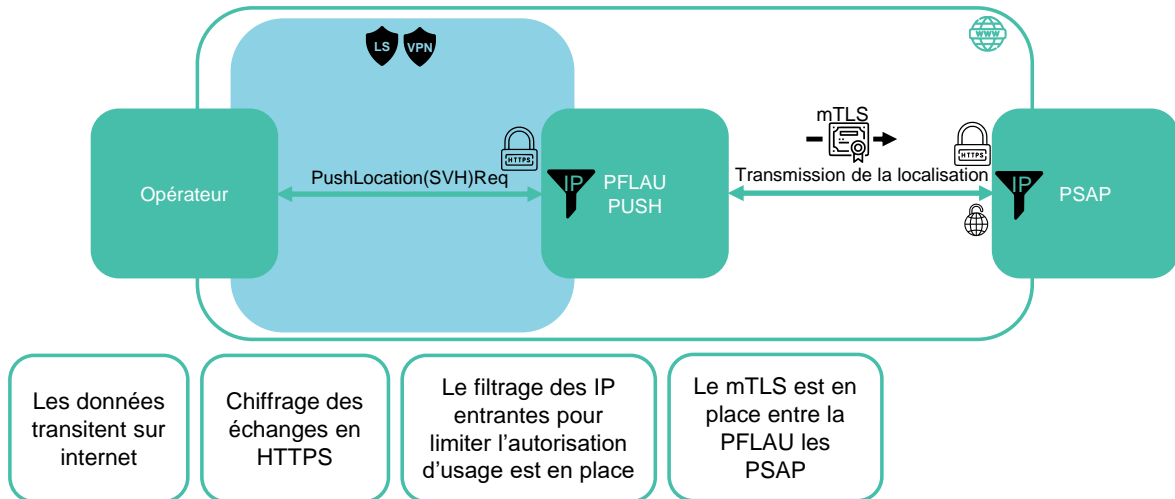 LS VPN
WWW
mTLS
HTTPS
HTTPS
Opérateur
PushLocation(SVH)Req
IP
PFLAU
PUSH
Transmission de la localisation
IP
PSAP
Les données
transitent sur
internet
Chiffrage des
échanges en
HTTPS
Le filtrage des IP
entrantes pour
limiter l’autorisation
d’usage est en place
Le mTLS est en
place entre la
PFLAU les
PSAP